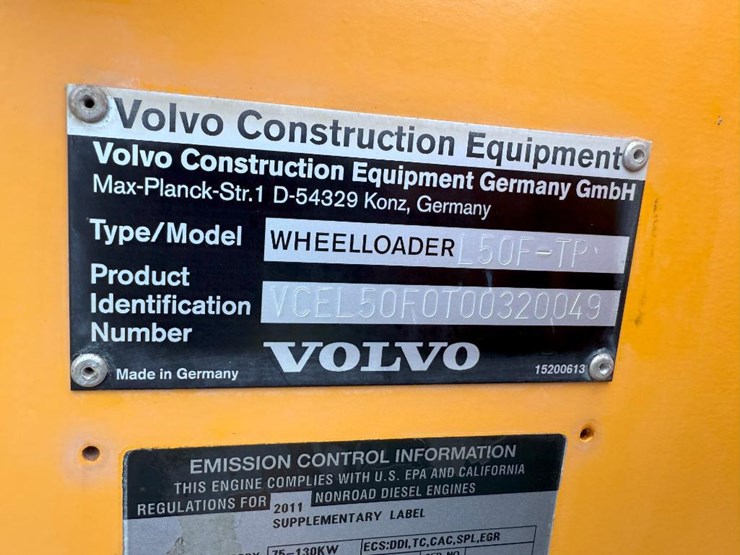 Volvo Construction Equipment
Volvo Construction Equipment Germany GmbH
Max-Planck-Str.1 D-54329 Konz, Germany
Type/Model WHEELLOADER L50F-TP
Product
Identification VCEL50F0T00320049
Number
VOLVO
Made in Germany 15200613
EMISSION CONTROL INFORMATION
THIS ENGINE COMPLIES WITH U.S. EPA AND CALIFORNIA
REGULATIONS FOR 2011 NONROAD DIESEL ENGINES
SUPPLEMENTARY LABEL
75-130KW ECS:DDI,TC,CAC,SPL,EGR